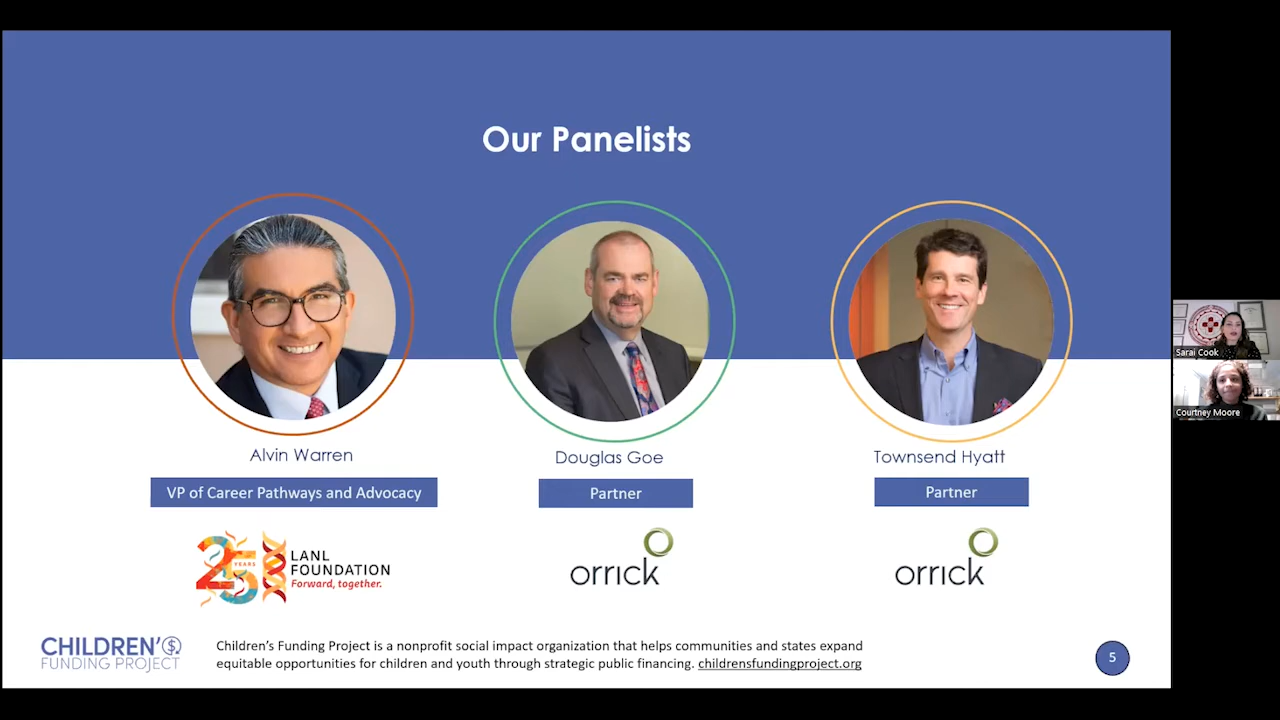 Our Panelists
Alvin Warren
VP of Career Pathways and Advocacy
25 YEARS
LANL
FOUNDATION
Forward, together.
Douglas Goe
Partner
orrick
Townsend Hyatt
Partner
orrick
CHILDREN'S
FUNDING PROJECT
Children's Funding Project is a nonprofit social impact organization that helps communities and states expand
equitable opportunities for children and youth through strategic public financing. childrensfundingproject.org
5
Sarai Cook
Courtney Moore